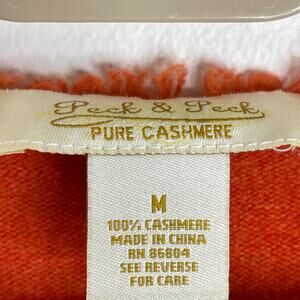 Peck & Peck
PURE CASHMERE
M
100% CASHMERE
MADE IN CHINA
RN 86804
SEE REVERSE
FOR CARE